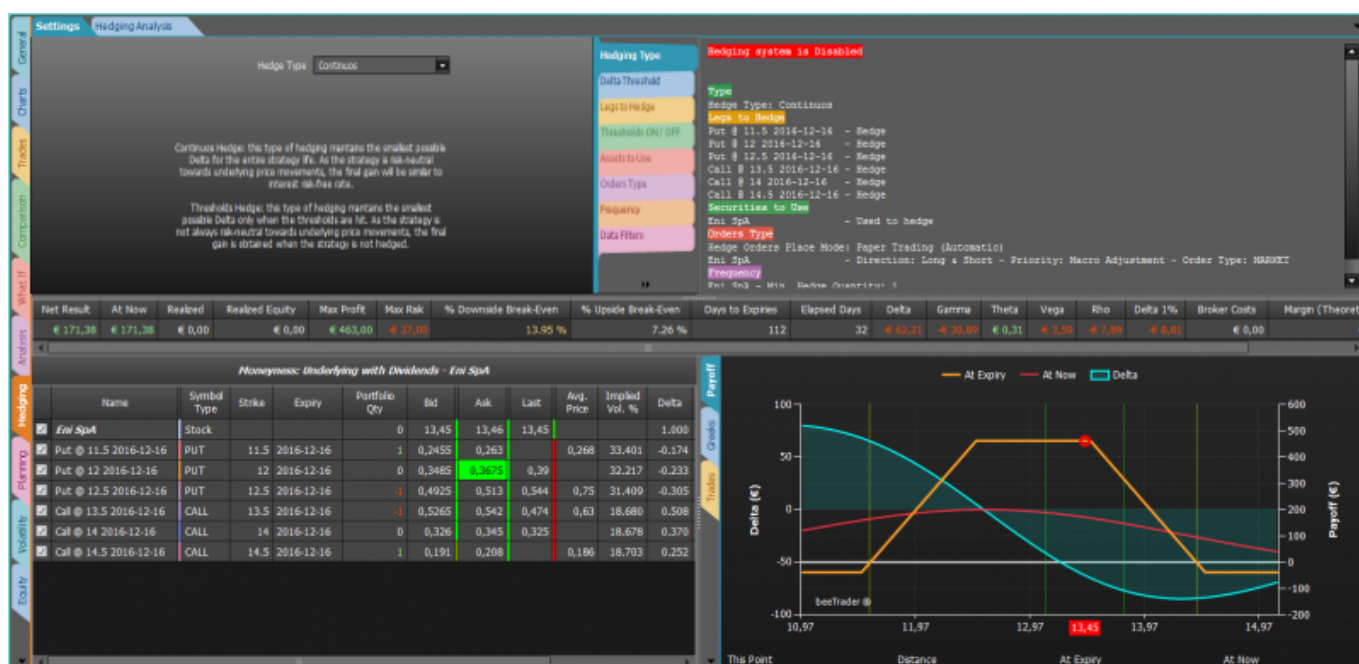 Settings Hedging Analysis
General
Charts
Trades
Comparison
What If
Analysis
Hedging
Planning
Volatility
Equity
Hedge Type Continuos
Continuos Hedge: this type of hedging mantains the smallest possible
Delta for the entire strategy life. As the strategy is risk-neutral
towards underlying price movements, the final gain will be similar to
interest risk-free rate.
Thresholds Hedge: this type of hedging mantains the smallest
possible Delta only when the thresholds are hit. As the strategy is
not always risk-neutral towards underlying price movements, the final
gain is obtained when the strategy is not hedged.
Hedging Type
Delta Threshold
Legs to Hedge
Thresholds ON/ OFF
Assets to Use
Orders Type
Frequency
Data Filters
Hedging system is Disabled
Type
Hedge Type: Continuos
Legs to Hedge
Put @ 11.5 2016-12-16 - Hedge
Put @ 12 2016-12-16 - Hedge
Put @ 12.5 2016-12-16 - Hedge
Call @ 13.5 2016-12-16 - Hedge
Call @ 14 2016-12-16 - Hedge
Call @ 14.5 2016-12-16 - Hedge
Securities to Use
Eni SpA - Used to hedge
Orders Type
Hedge Orders Place Mode: Paper Trading (Automatic)
Eni SpA - Direction: Long & Short - Priority: Macro Adjustment - Order Type: MARKET
Frequency
Eni SpA - Min. Hedge Quantity: 1
Net Result At Now Realized Realized Equity Max Profit Max Risk % Downside Break-Even % Upside Break-Even Days to Expiries Elapsed Days Delta Gamma Theta Vega Rho Delta 1% Broker Costs Margin (Theoret
€ 171,38 € 171,38 € 0,00 € 0,00 € 463,00 -€ 37,00 13.95 % 7.26 % 112 32 -€ 62,21 -€ 30,89 € 0,31 -€ 3,59 -€ 7,89 € 0,00
Moneyness: Underlying with Dividends - Eni SpA
Name Symbol Type Strike Expiry Portfolio Qty Bid Ask Last Avg. Price Implied Vol. % Delta
Eni SpA Stock 0 13,45 13,46 13,45 1.000
Put @ 11.5 2016-12-16 PUT 11.5 2016-12-16 1 0,2455 0,263 0,268 33.401 -0.174
Put @ 12 2016-12-16 PUT 12 2016-12-16 0 0,3485 0,3675 0,39 32.217 -0.233
Put @ 12.5 2016-12-16 PUT 12.5 2016-12-16 -1 0,4925 0,513 0,544 0,75 31.409 -0.305
Call @ 13.5 2016-12-16 CALL 13.5 2016-12-16 -1 0,5265 0,542 0,474 0,63 18.680 0.508
Call @ 14 2016-12-16 CALL 14 2016-12-16 0 0,326 0,345 0,325 18.678 0.370
Call @ 14.5 2016-12-16 CALL 14.5 2016-12-16 1 0,191 0,208 0,186 18.703 0.252
Payoff
Greeks
Trades
At Expiry At Now Delta
Delta (€)
100
50
0
-50
-100
600
500
400
300
200
100
0
-100
-200
Payoff (€)
beeTrader ®
10,97 11,97 12,97 13,45 13,97 14,97
This Point Distance At Expiry At Now